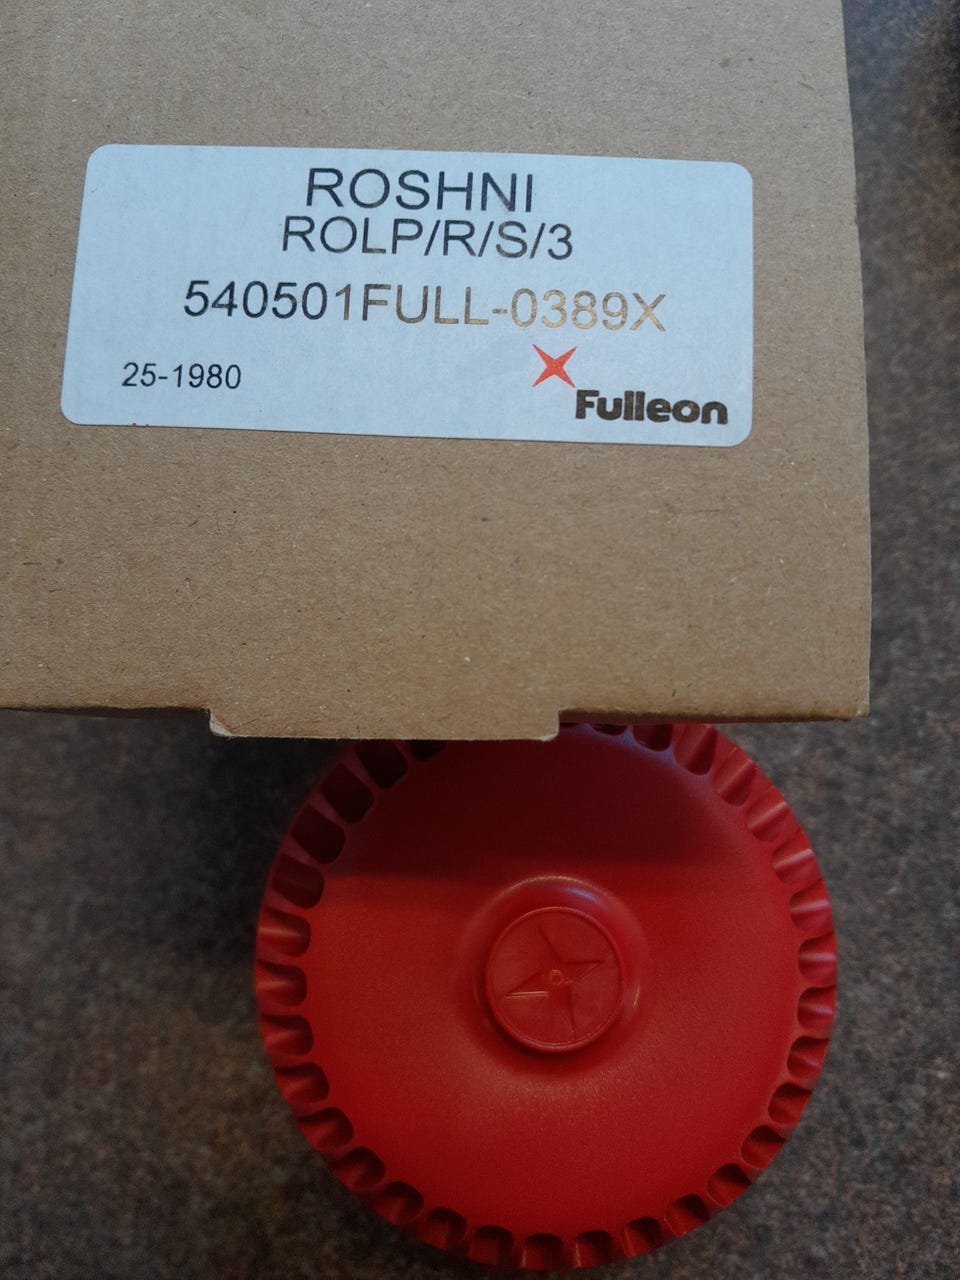 ROSHNI
ROLP/R/S/3
540501FULL-0389X
25-1980
Fulleon